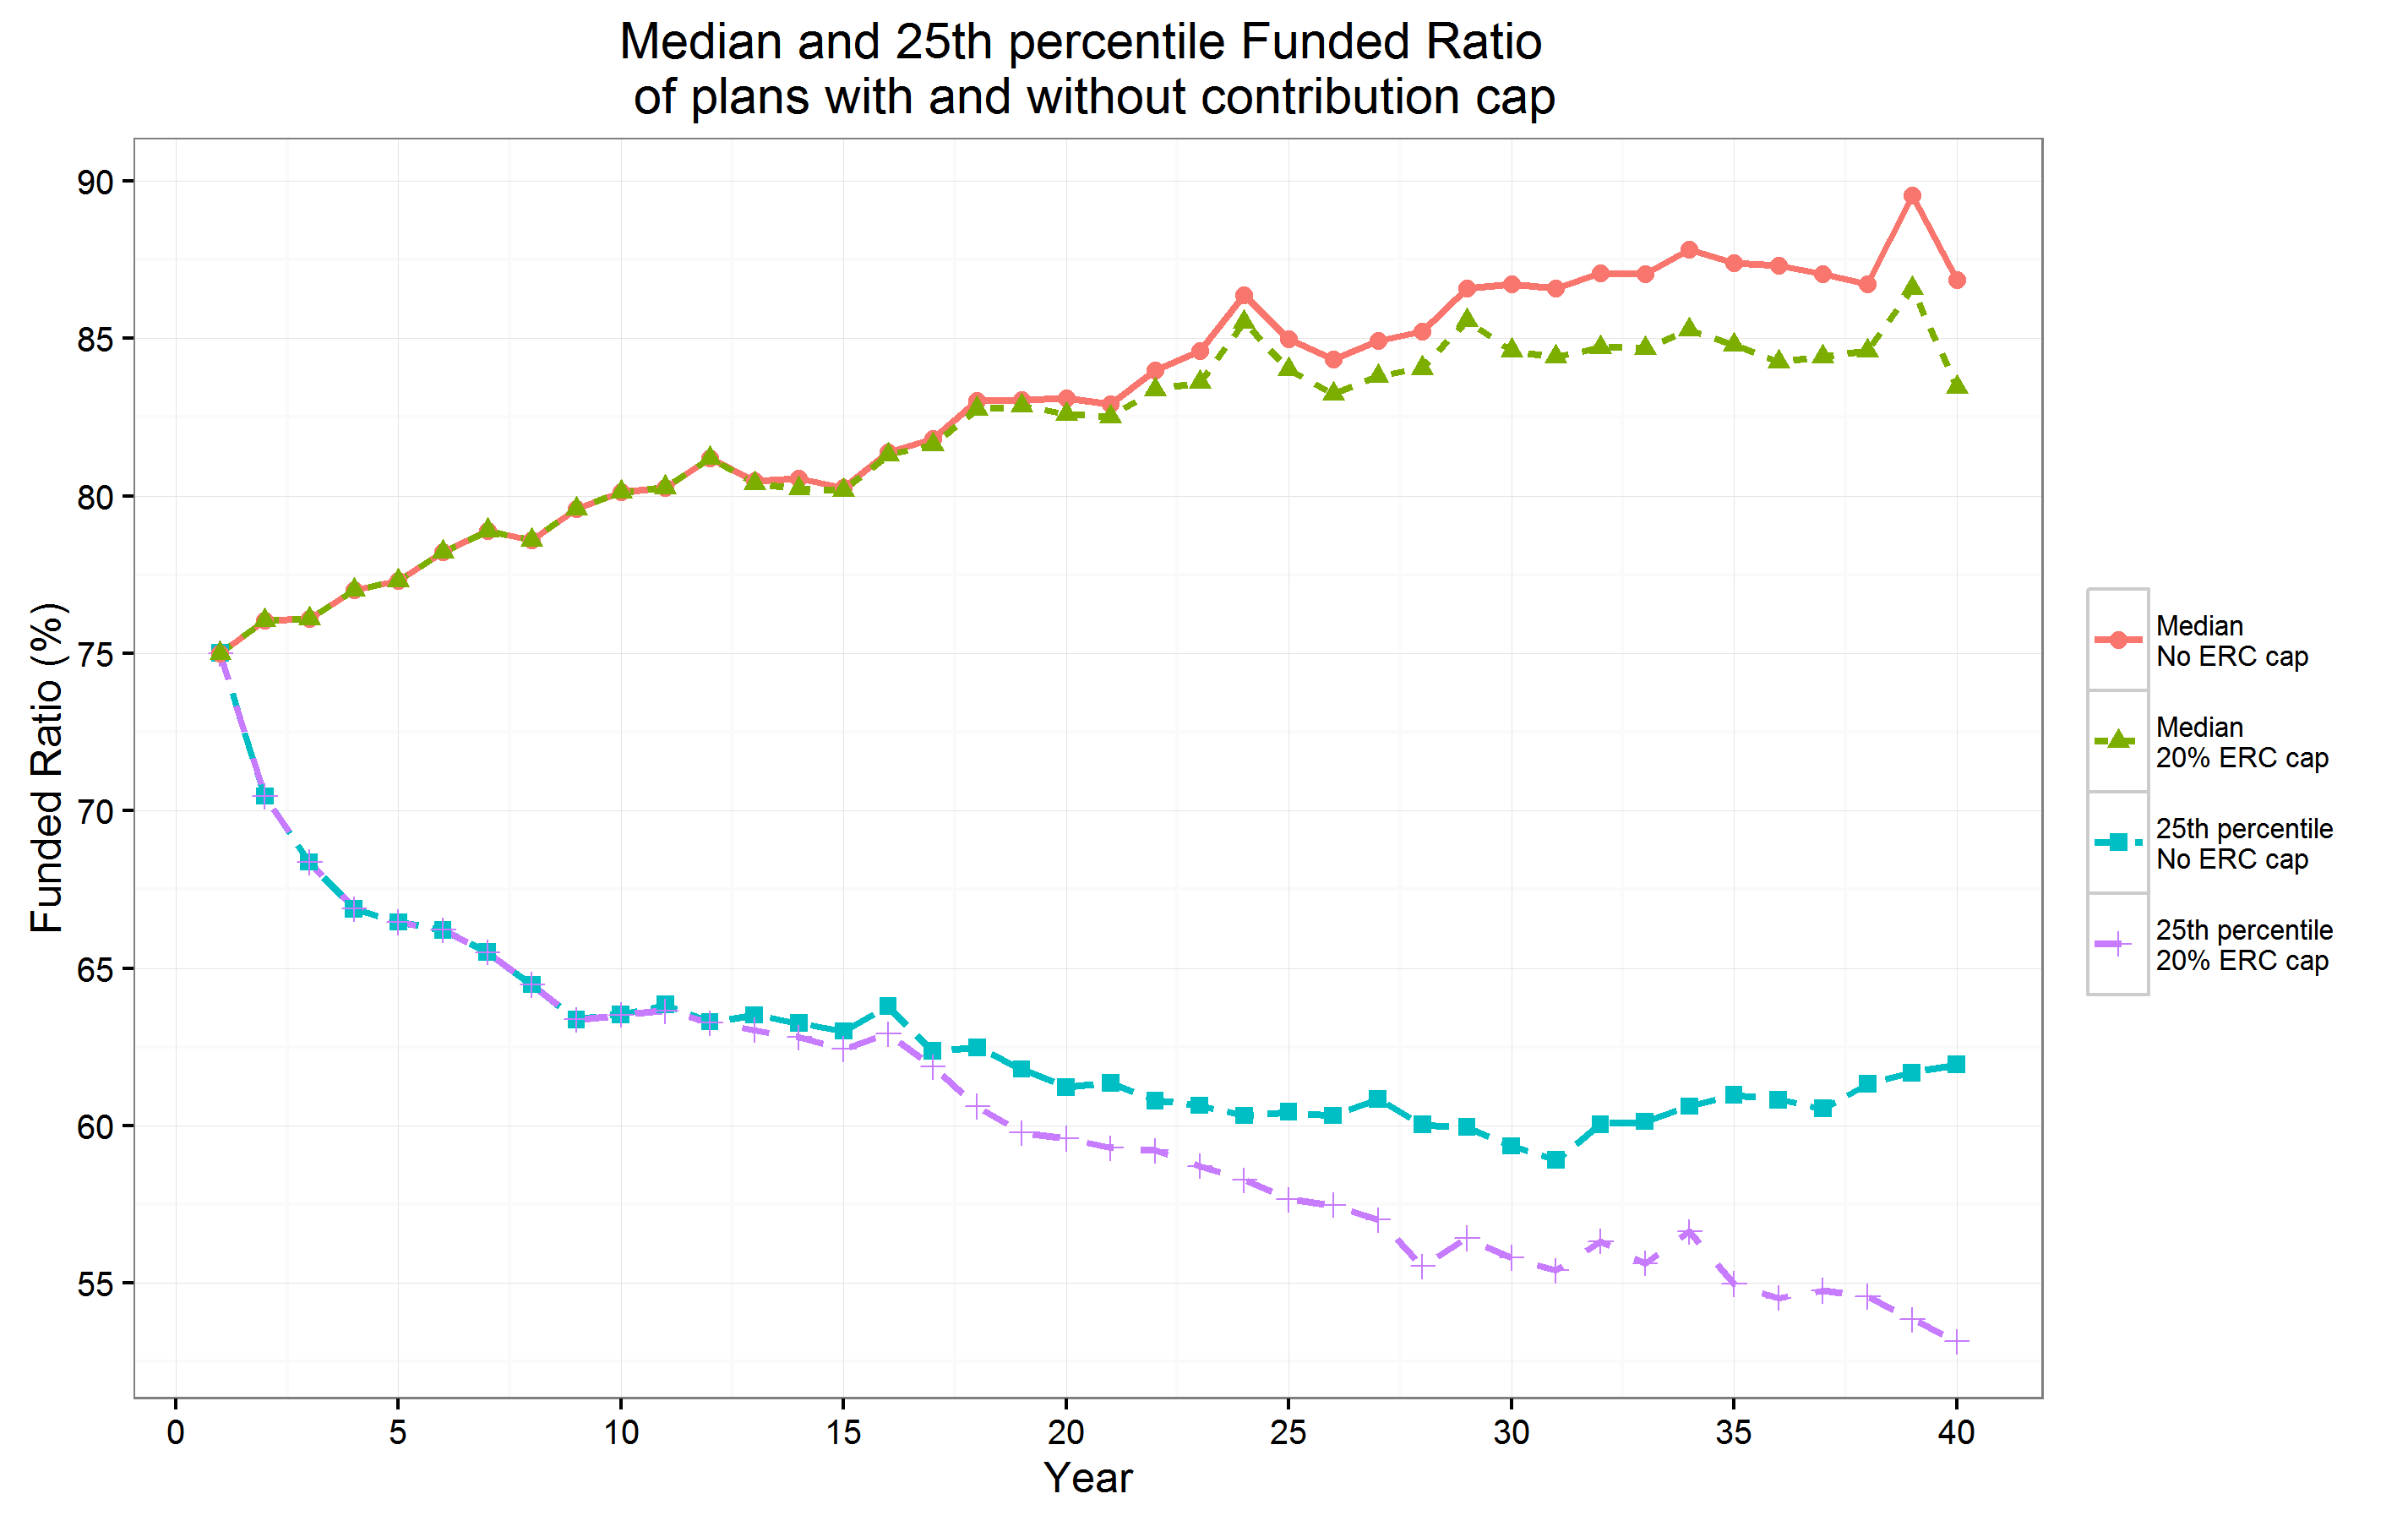 Median and 25th percentile Funded Ratio
of plans with and without contribution cap
Funded Ratio (%)
90
85
80
75
70
65
60
55
0 5 10 15 20 25 30 35 40
Year
Median
No ERC cap
Median
20% ERC cap
25th percentile
No ERC cap
25th percentile
20% ERC cap